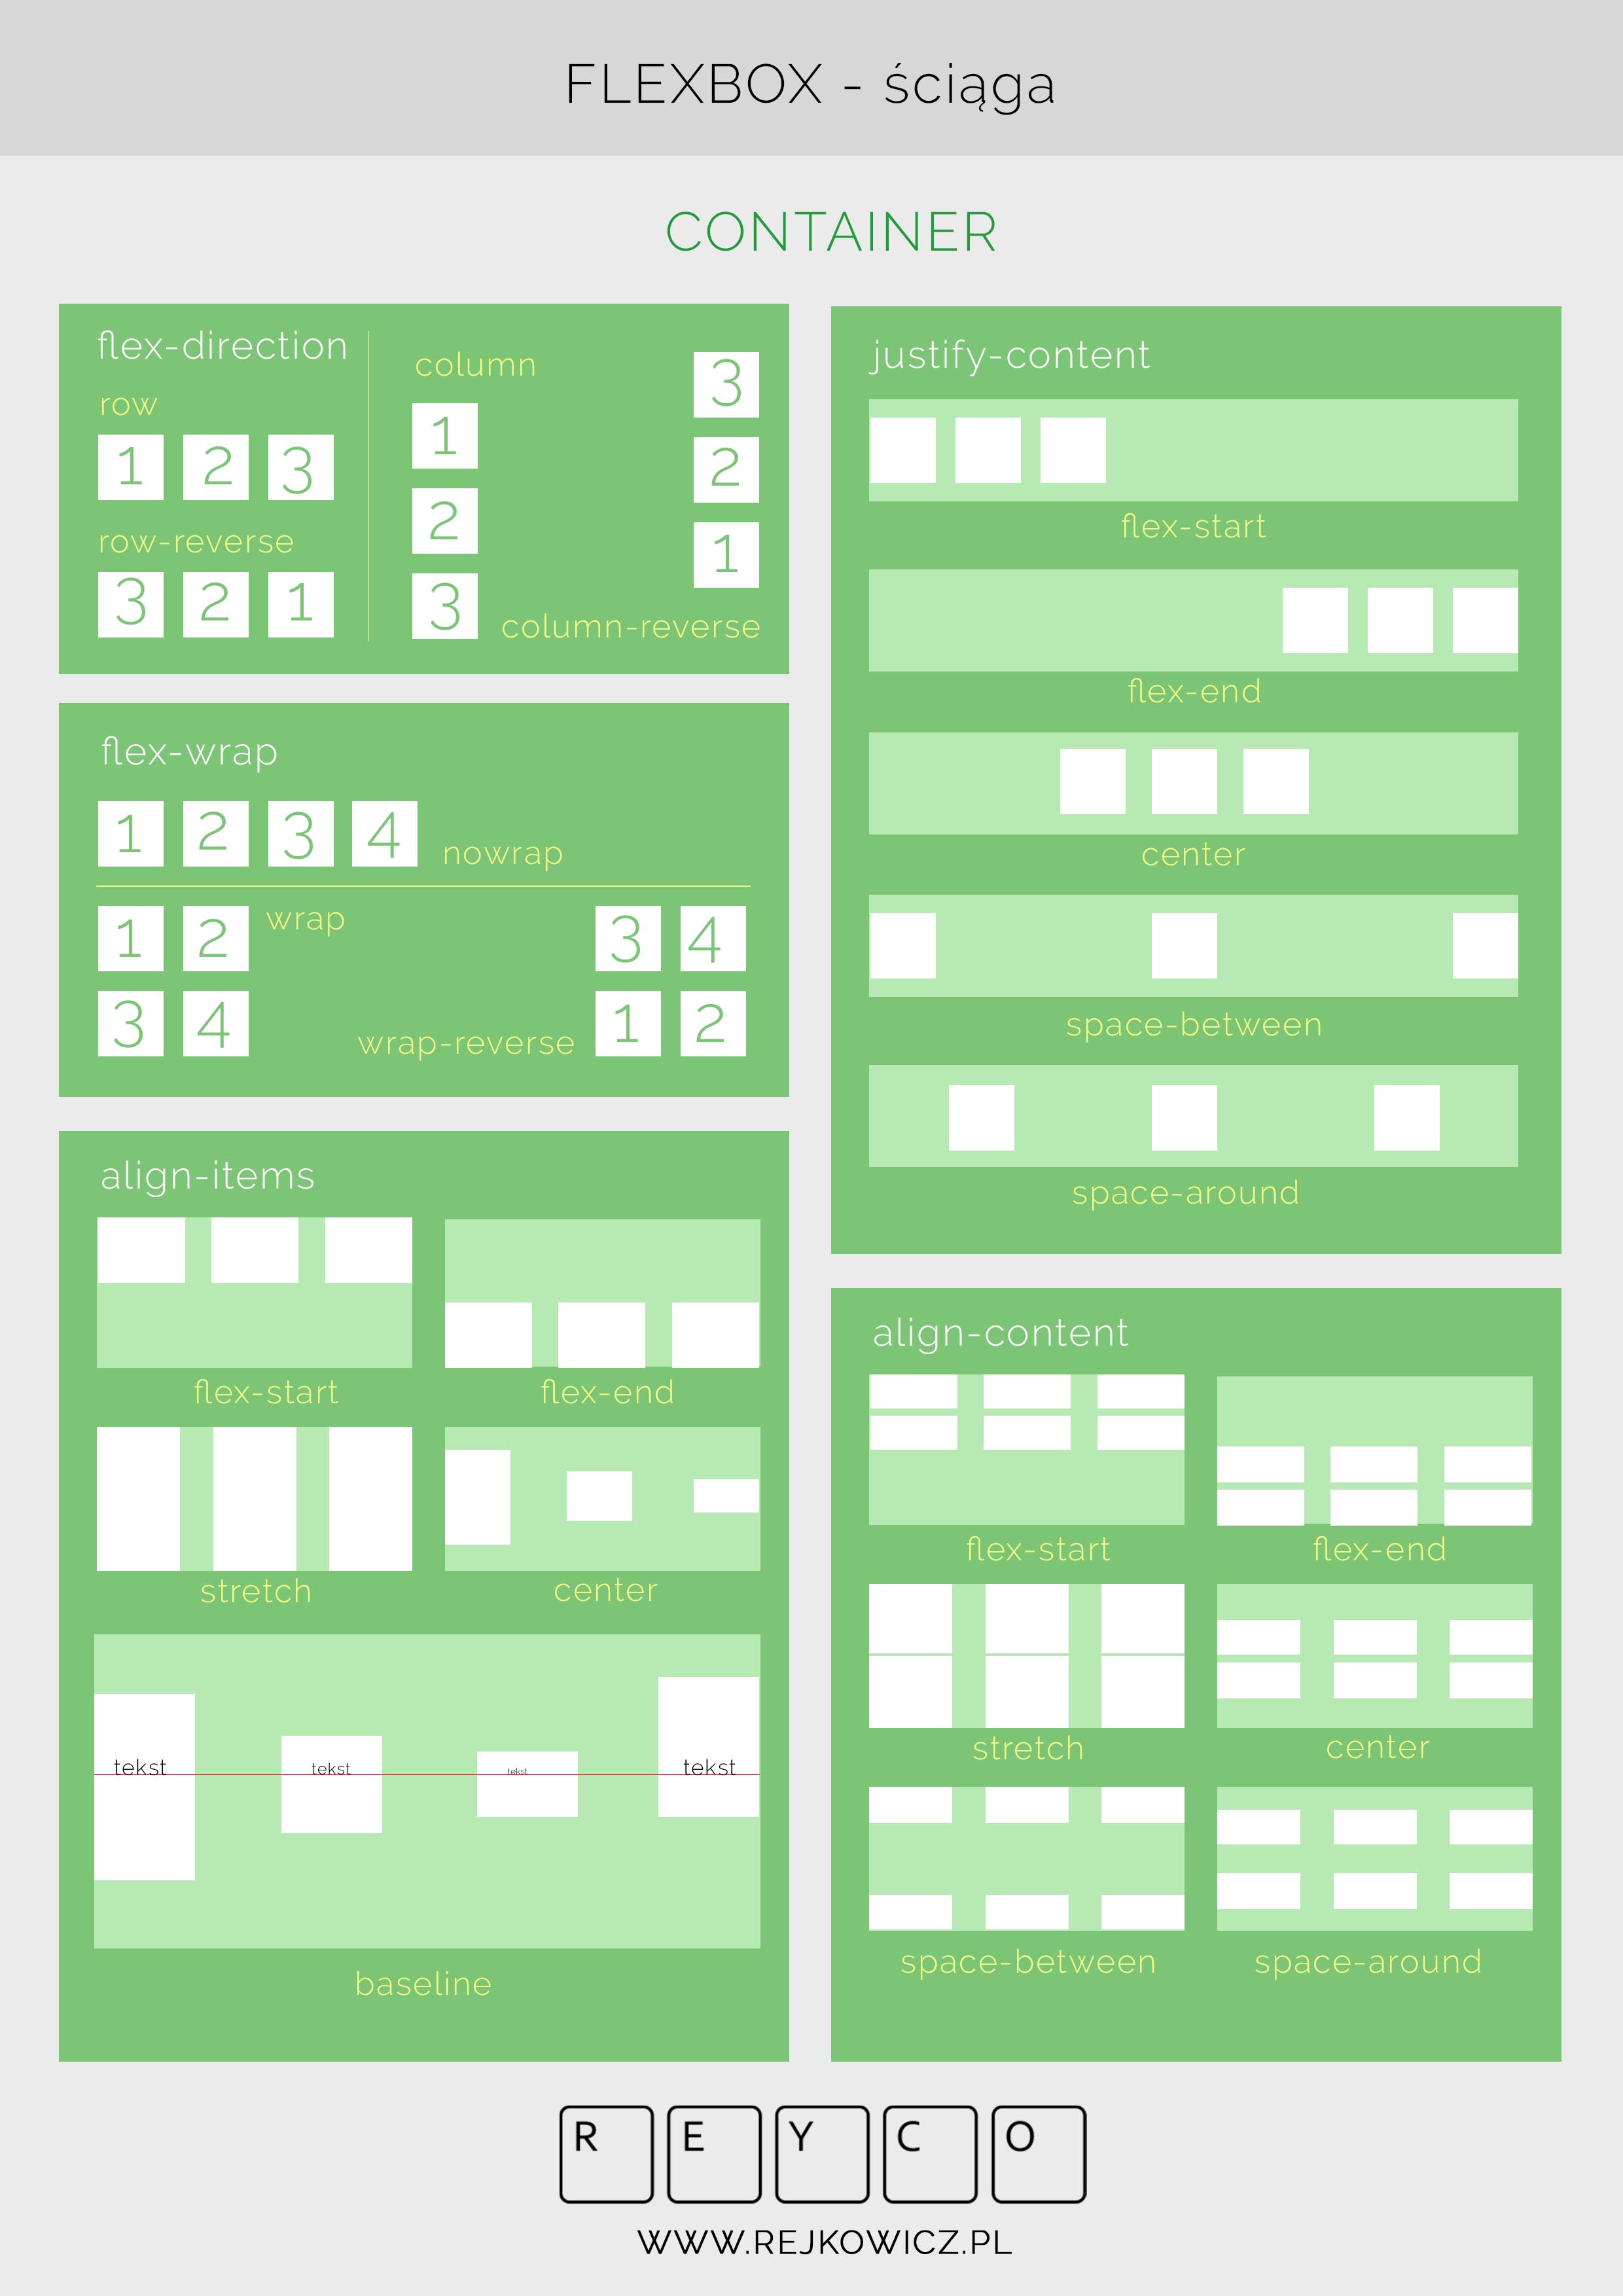 FLEXBOX - ściąga
CONTAINER
flex-direction
row
1 2 3
row-reverse
3 2 1
column
1
2
3
3
2
1
column-reverse
flex-wrap
1 2 3 4 nowrap
1 2 wrap
3 4
3 4
wrap-reverse 1 2
align-items
flex-start
flex-end
stretch
center
tekst tekst tekst tekst
baseline
justify-content
flex-start
flex-end
center
space-between
space-around
align-content
flex-start
flex-end
stretch
center
space-between
space-around
R E Y C O
WWW.REJKOWICZ.PL